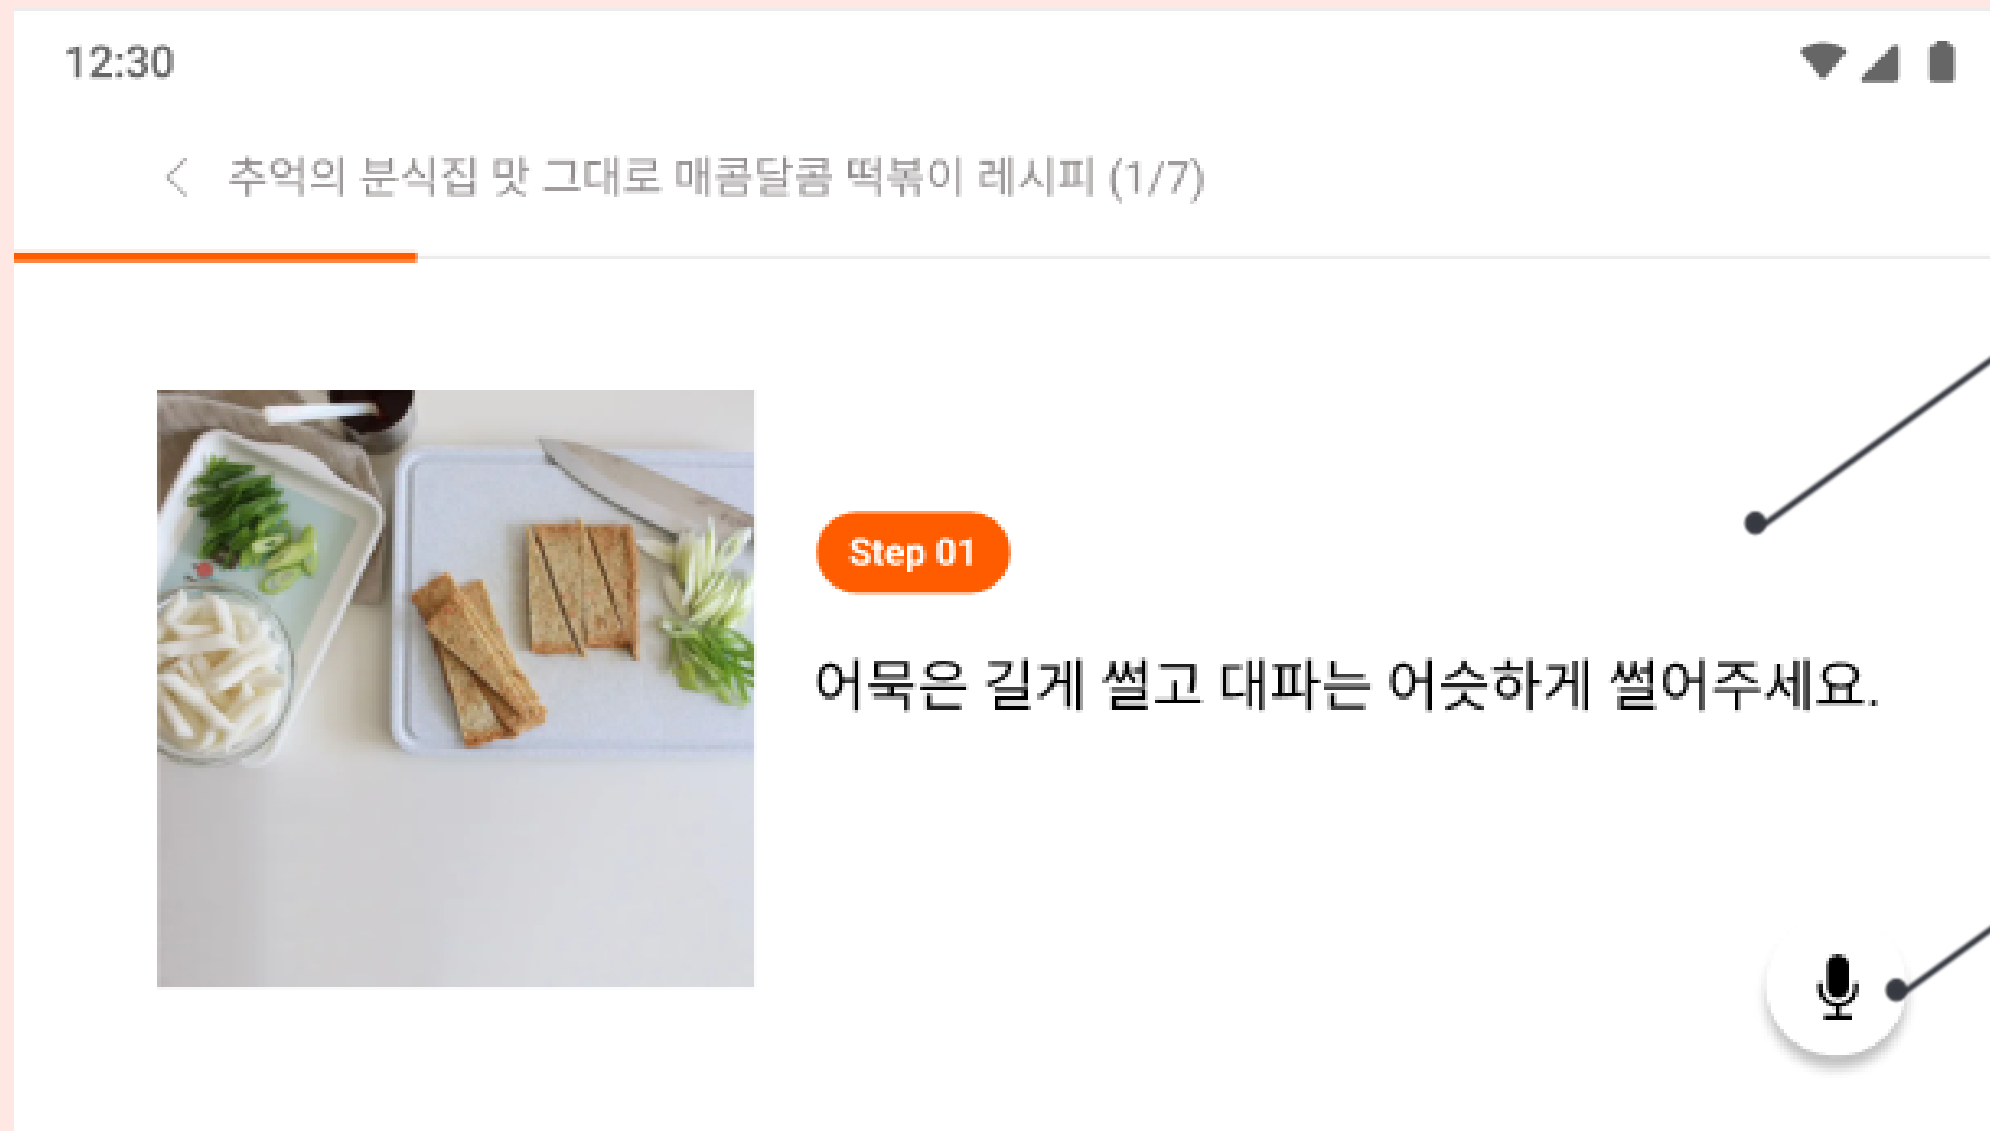 12:30
추억의 분식집 맛 그대로 매콤달콤 떡볶이 레시피 (1/7)
Step 01
어묵은 길게 썰고 대파는 어슷하게 썰어주세요.